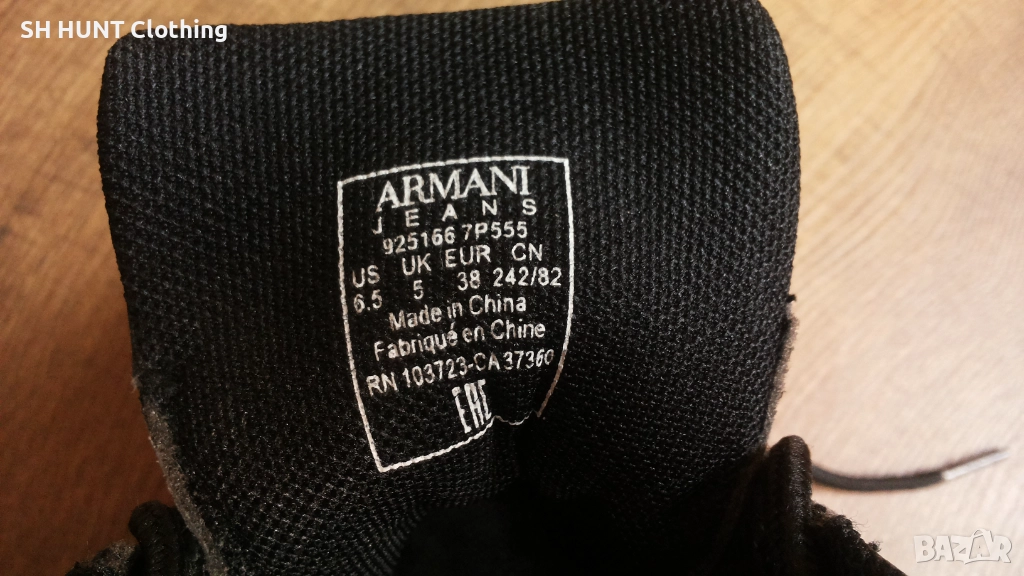 SH HUNT Clothing
ARMANI
JEANS
925166 7P555
US UK EUR CN
6.5 5 38 242/82
Made in China
Fabriqué en Chine
RN 103723-CA 37360
EAC
BAZAR